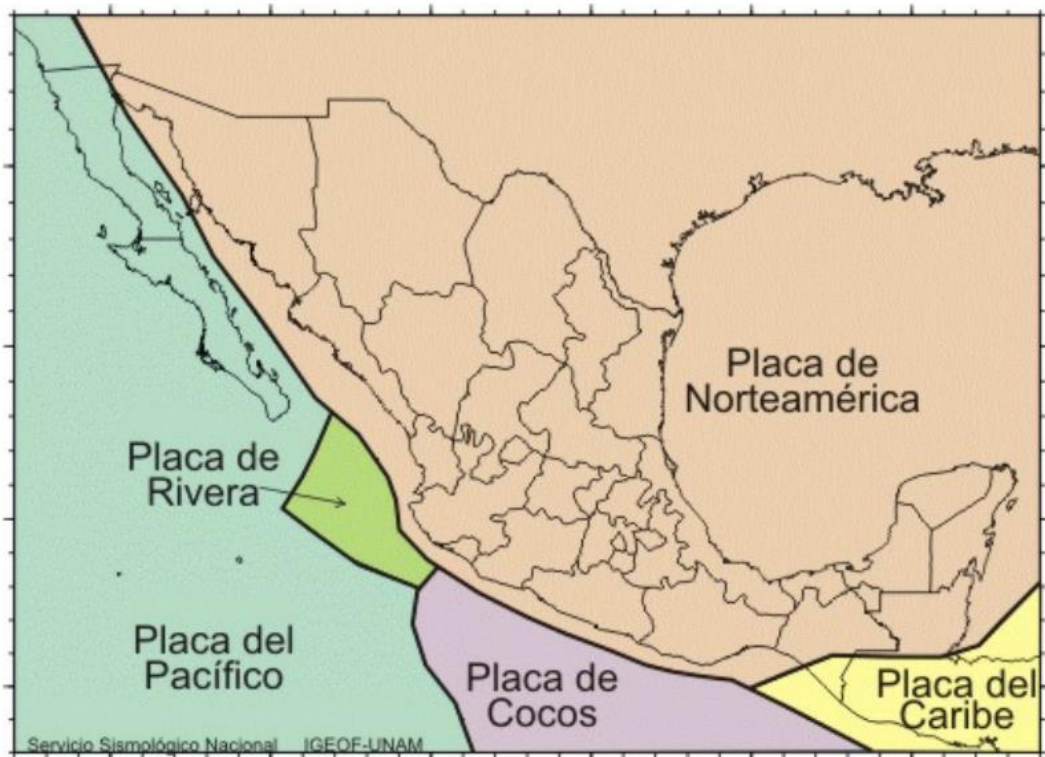 Placa de
Norteamérica
Placa de
Rivera
Placa del
Pacífico
Placa de
Cocos
Placa del
Caribe
Servicio Sismológico Nacional IGEOF-UNAM